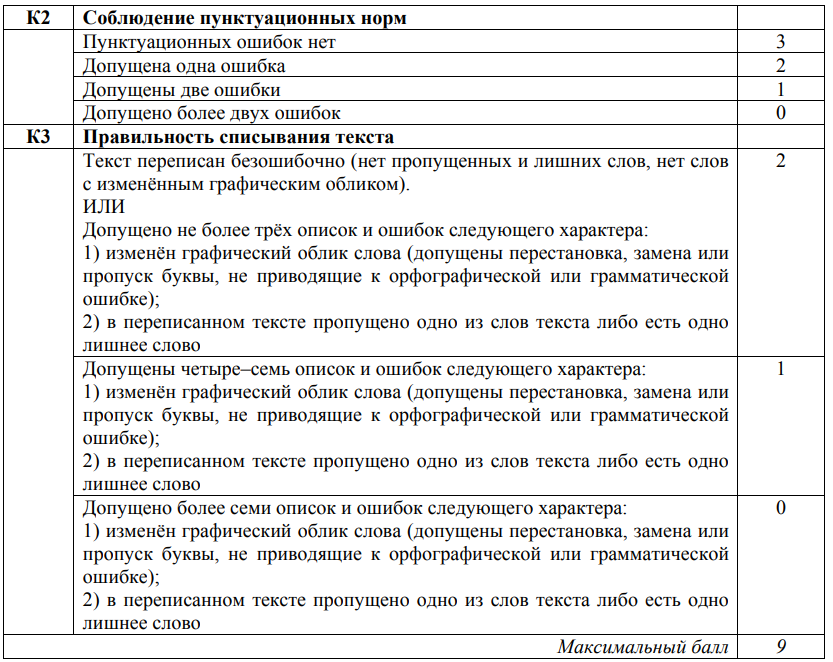 К2 Соблюдение пунктуационных норм
Пунктуационных ошибок нет 3
Допущена одна ошибка 2
Допущены две ошибки 1
Допущено более двух ошибок 0
К3 Правильность списывания текста
Текст переписан безошибочно (нет пропущенных и лишних слов, нет слов 2
с изменённым графическим обликом).
ИЛИ
Допущено не более трёх описок и ошибок следующего характера:
1) изменён графический облик слова (допущены перестановка, замена или
пропуск буквы, не приводящие к орфографической или грамматической
ошибке);
2) в переписанном тексте пропущено одно из слов текста либо есть одно
лишнее слово
Допущены четыре–семь описок и ошибок следующего характера: 1
1) изменён графический облик слова (допущены перестановка, замена или
пропуск буквы, не приводящие к орфографической или грамматической
ошибке);
2) в переписанном тексте пропущено одно из слов текста либо есть одно
лишнее слово
Допущено более семи описок и ошибок следующего характера: 0
1) изменён графический облик слова (допущены перестановка, замена или
пропуск буквы, не приводящие к орфографической или грамматической
ошибке);
2) в переписанном тексте пропущено одно из слов текста либо есть одно
лишнее слово
Максимальный балл 9